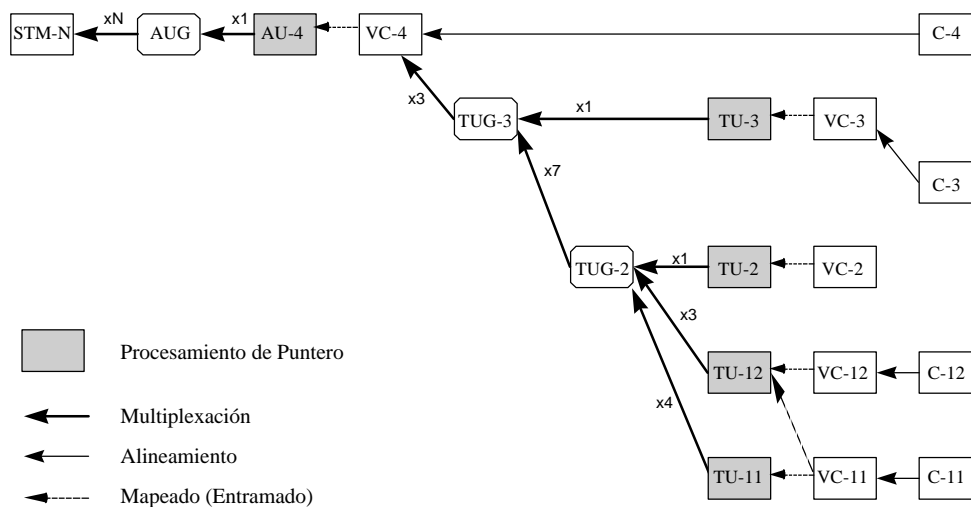 xN
x1
STM-N
AUG
AU-4
VC-4
C-4
x3
x1
TUG-3
TU-3
VC-3
x7
C-3
TUG-2
x1
TU-2
VC-2
x3
Procesamiento de Puntero
TU-12
VC-12
C-12
x4
Multiplexación
Alineamiento
TU-11
VC-11
C-11
Mapeado (Entramado)